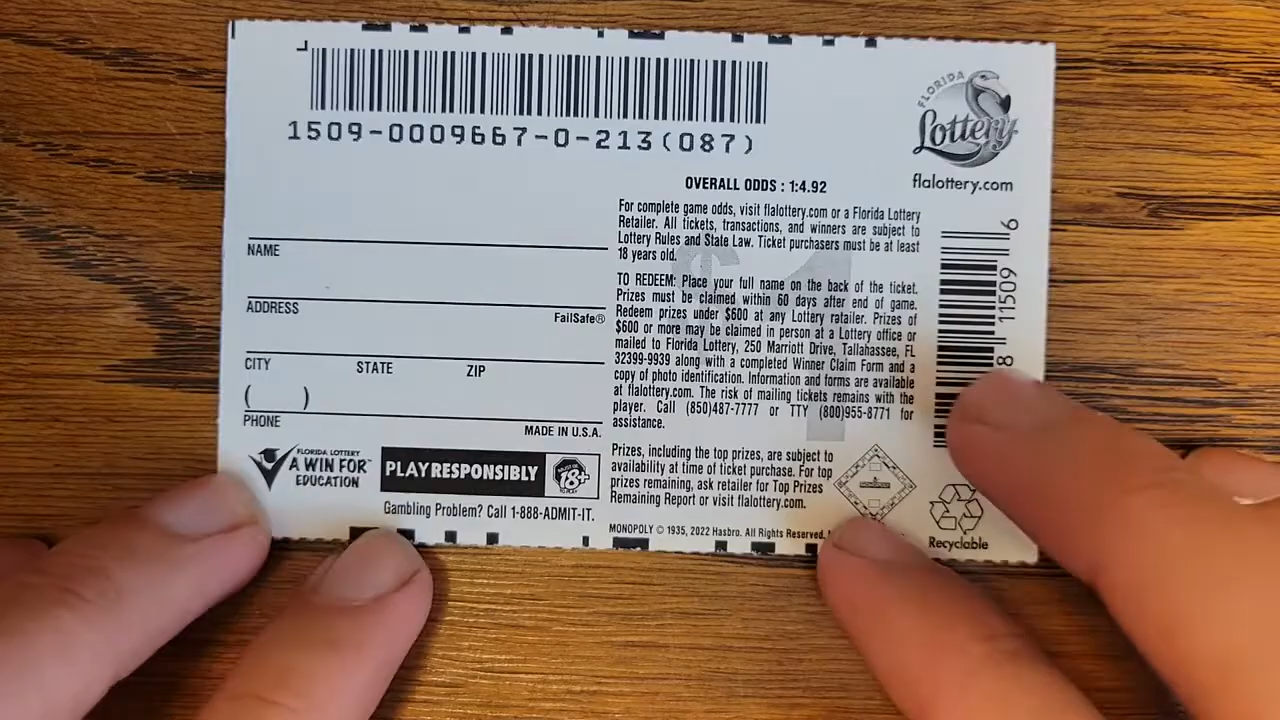 1509-0009667-0-213(087)
FLORIDA
Lottery
flalottery.com
OVERALL ODDS : 1:4.92
For complete game odds, visit flalottery.com or a Florida Lottery
Retailer. All tickets, transactions, and winners are subject to
Lottery Rules and State Law. Ticket purchasers must be at least
18 years old.
TO REDEEM: Place your full name on the back of the ticket.
Prizes must be claimed within 60 days after end of game.
Redeem prizes under $600 at any Lottery retailer. Prizes of
$600 or more may be claimed in person at a Lottery office or
mailed to Florida Lottery, 250 Marriott Drive, Tallahassee, FL
32399-9939 along with a completed Winner Claim Form and a
copy of photo identification. Information and forms are available
at flalottery.com. The risk of mailing tickets remains with the
player. Call (850)487-7777 or TTY (800)955-8771 for
assistance.
$1
Prizes, including the top prizes, are subject to
availability at time of ticket purchase. For top
prizes remaining, ask retailer for Top Prizes
Remaining Report or visit flalottery.com.
MONOPOLY © 1935, 2022 Hasbro. All Rights Reserved.
NAME
ADDRESS
FailSafe®
CITY STATE ZIP
( )
PHONE
MADE IN U.S.A.
FLORIDA LOTTERY
A WIN FOR™
EDUCATION
PLAYRESPONSIBLY
MUST BE
18+
TO PLAY
Gambling Problem? Call 1-888-ADMIT-IT.
MONOPOLY
Recyclable
8 11509 6